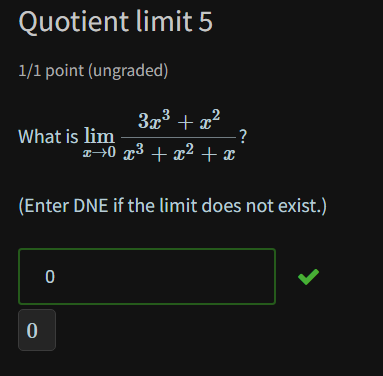 Quotient limit 5
1/1 point (ungraded)
What is lim x→0 (3x³ + x²)/(x³ + x² + x)?
(Enter DNE if the limit does not exist.)
0
0